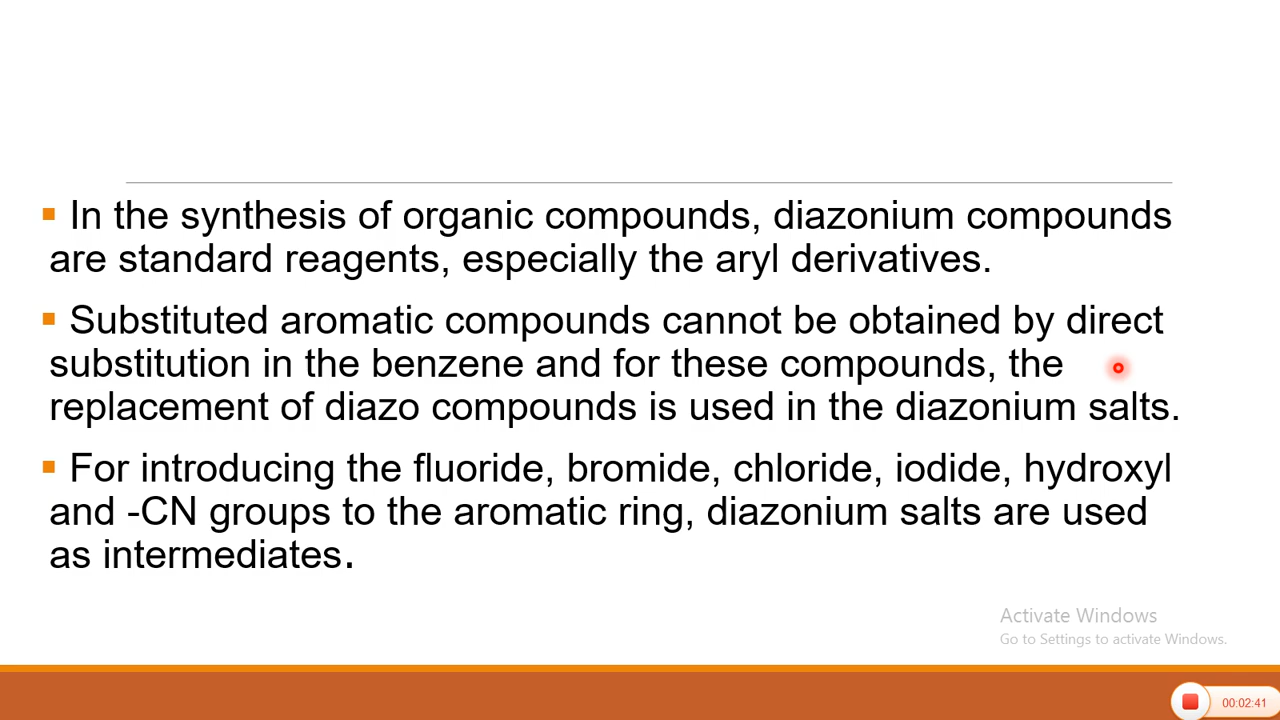 In the synthesis of organic compounds, diazonium compounds
are standard reagents, especially the aryl derivatives.
Substituted aromatic compounds cannot be obtained by direct
substitution in the benzene and for these compounds, the
replacement of diazo compounds is used in the diazonium salts.
For introducing the fluoride, bromide, chloride, iodide, hydroxyl
and -CN groups to the aromatic ring, diazonium salts are used
as intermediates.
Activate Windows
Go to Settings to activate Windows.
00:02:41